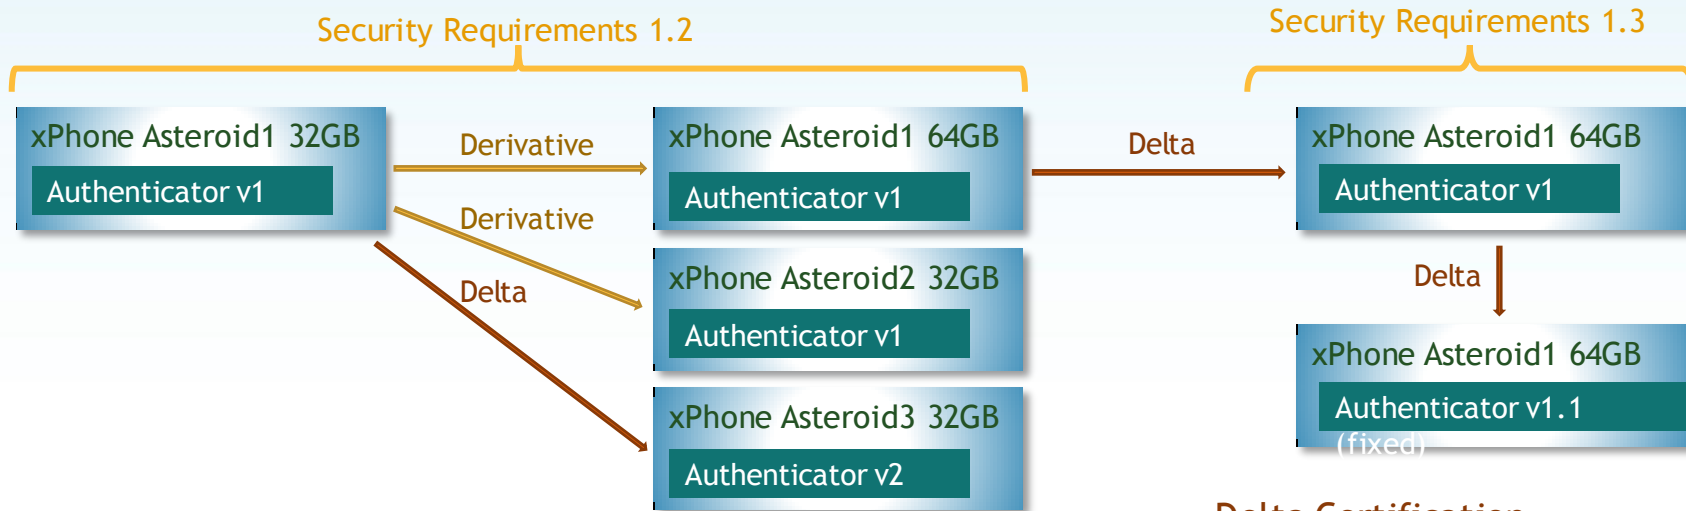 Security Requirements 1.2
Security Requirements 1.3
xPhone Asteroid1 32GB
Authenticator v1
Derivative
Derivative
Delta
xPhone Asteroid1 64GB
Authenticator v1
xPhone Asteroid2 32GB
Authenticator v1
xPhone Asteroid3 32GB
Authenticator v2
Delta
xPhone Asteroid1 64GB
Authenticator v1
Delta
xPhone Asteroid1 64GB
Authenticator v1.1
(fixed)
Delta Certification